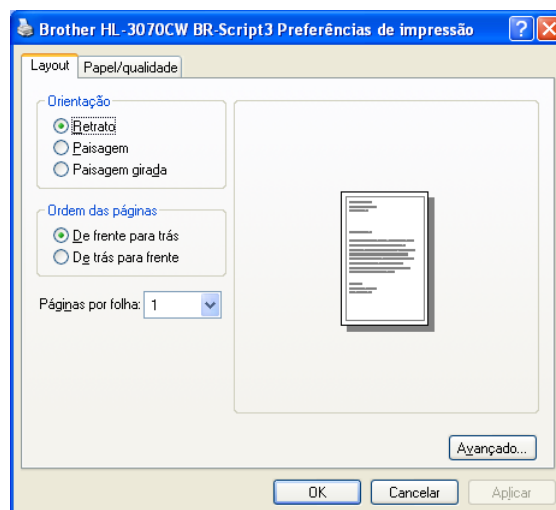 Brother HL-3070CW BR-Script3 Preferências de impressão
Layout Papel/qualidade
Orientação
Retrato
Paisagem
Paisagem girada
Ordem das páginas
De frente para trás
De trás para frente
Páginas por folha: 1
Avançado...
OK Cancelar Aplicar